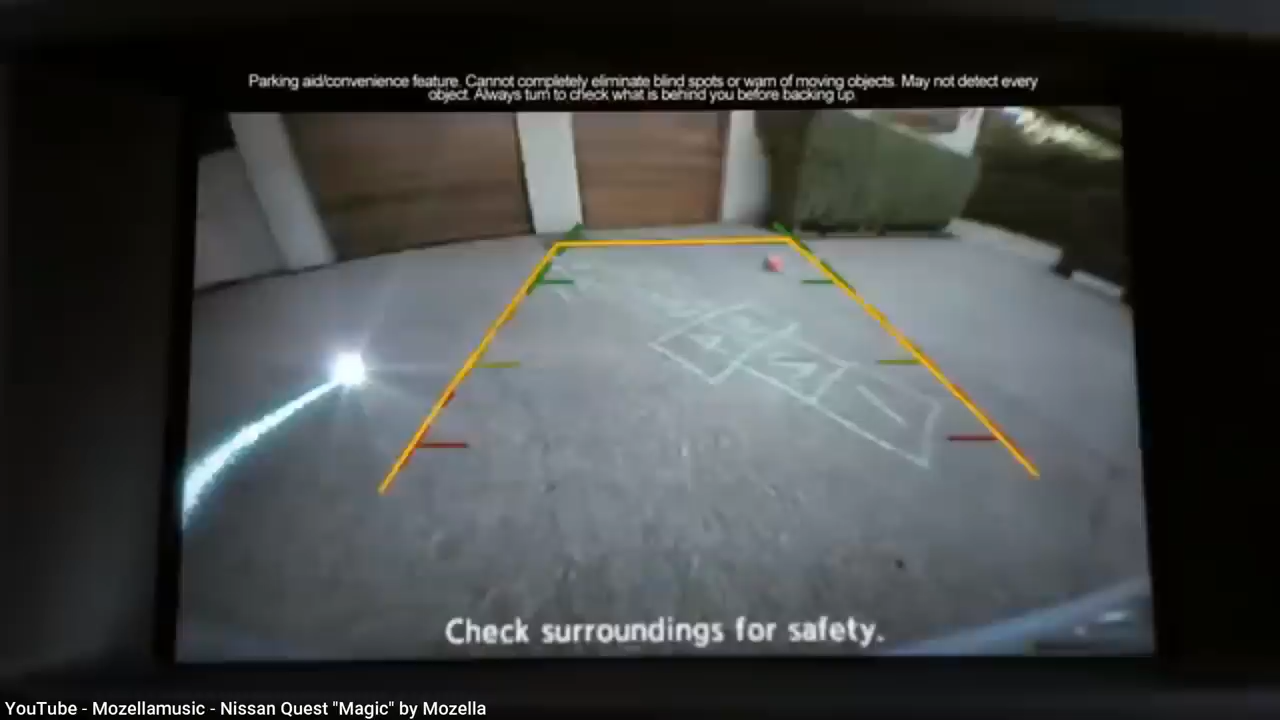 Parking aid/convenience feature. Cannot completely eliminate blind spots or warn of moving objects. May not detect every
object. Always turn to check what is behind you before backing up.
Check surroundings for safety.
YouTube - Mozellamusic - Nissan Quest "Magic" by Mozella